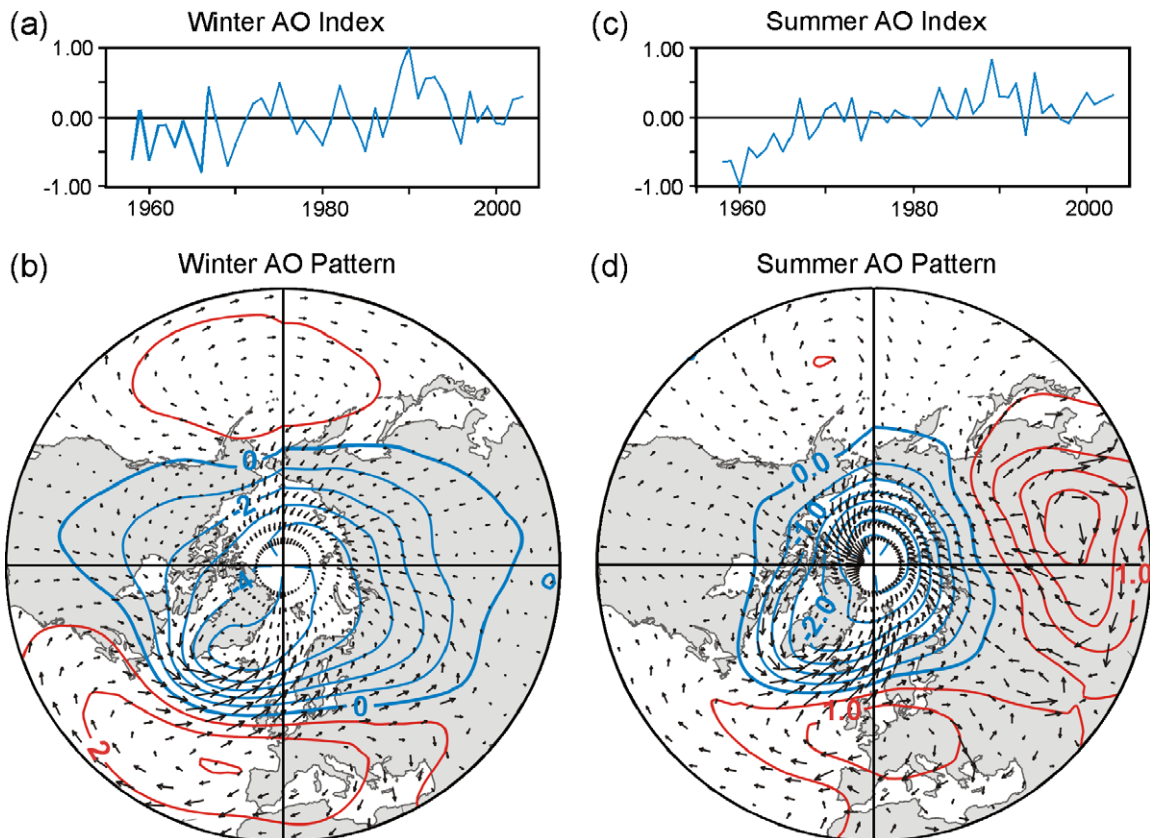 (a) Winter AO Index
1.00
0.00
-1.00
1960 1980 2000
(b) Winter AO Pattern
0
-2
-4
0
0
2
(c) Summer AO Index
1.00
0.00
-1.00
1960 1980 2000
(d) Summer AO Pattern
0.0
-1.0
-2.0
1.0
1.0